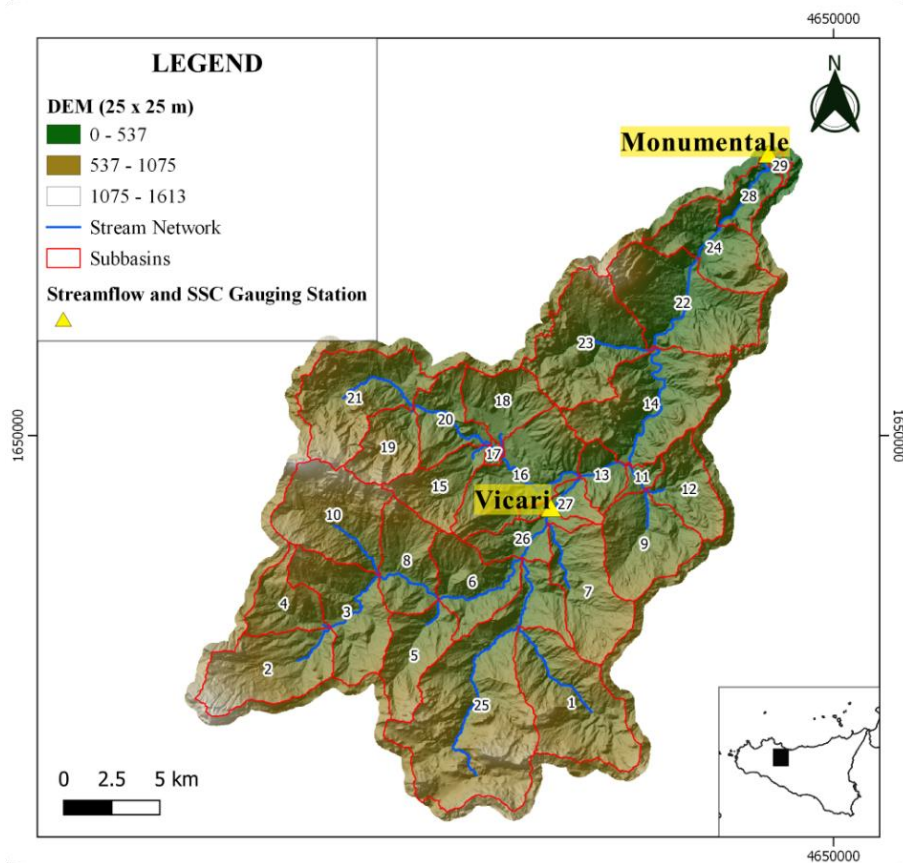 4650000
LEGEND
DEM (25 x 25 m)
0 - 537
537 - 1075
1075 - 1613
Stream Network
Subbasins
Streamflow and SSC Gauging Station
N
Monumentale
29
28
24
22
23
21
18
20
14
1650000
1650000
19
17
16
13
11
12
15
Vicari
27
10
26
9
8
6
7
4
3
5
2
25
1
0 2.5 5 km
4650000